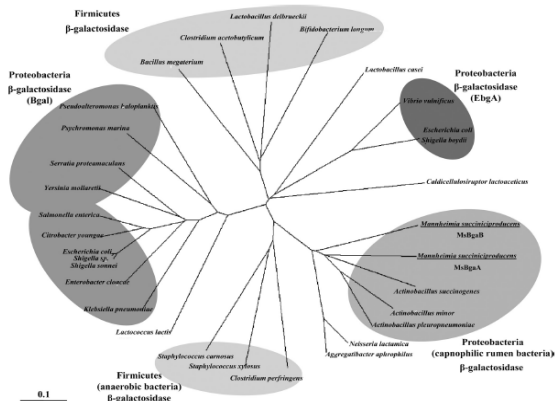 Firmicutes
β-galactosidase
Lactobacillus delbrueckii
Bifidobacterium longum
Clostridium acetobutylicum
Bacillus megaterium
Lactobacillus casei
Proteobacteria
β-galactosidase
(EbgA)
Vibrio vulnificus
Escherichia coli
Shigella boydii
Proteobacteria
β-galactosidase
(Bgal)
Pseudoalteromonas haloplanktis
Psychromonas marina
Serratia proteamaculans
Yersinia mollaretii
Salmonella enterica
Citrobacter youngae
Escherichia coli
Shigella sp.
Shigella sonnei
Enterobacter cloacae
Klebsiella pneumoniae
Lactococcus lactis
Caldicellulosiruptor lactoaceticus
Mannheimia succiniciproducens
MsBgaB
Mannheimia succiniciproducens
MsBgaA
Actinobacillus succinogenes
Actinobacillus minor
Actinobacillus pleuropneumoniae
Neisseria lactamica
Aggregatibacter aphrophilus
Proteobacteria
(capnophilic rumen bacteria)
β-galactosidase
Staphylococcus carnosus
Staphylococcus xylosus
Clostridium perfringens
Firmicutes
(anaerobic bacteria)
β-galactosidase
0.1